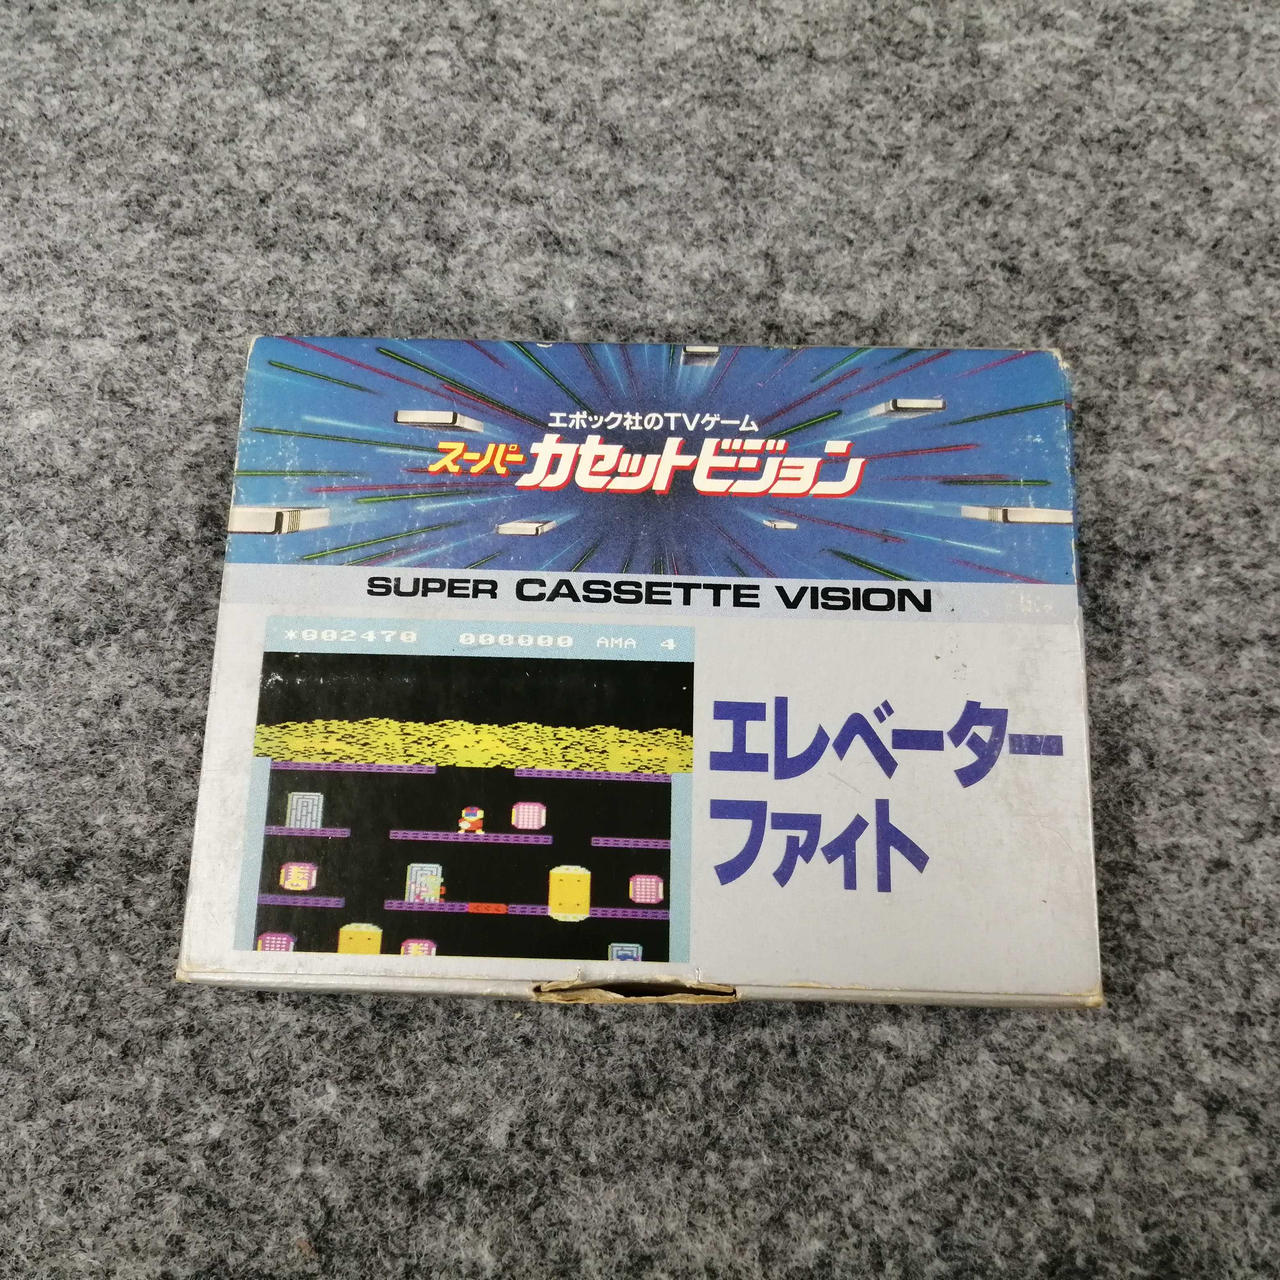 エポック社のTVゲーム
スーパーカセットビジョン
SUPER CASSETTE VISION
*002470 000000 AMA 4
エレベーター
ファイト